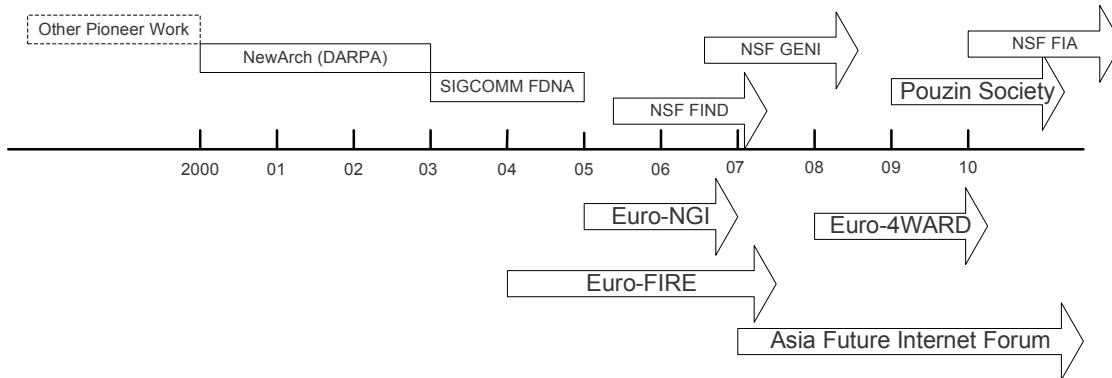 Other Pioneer Work
NewArch (DARPA)
SIGCOMM FDNA
NSF GENI
NSF FIND
NSF FIA
Pouzin Society
2000 01 02 03 04 05 06 07 08 09 10
Euro-NGI
Euro-4WARD
Euro-FIRE
Asia Future Internet Forum